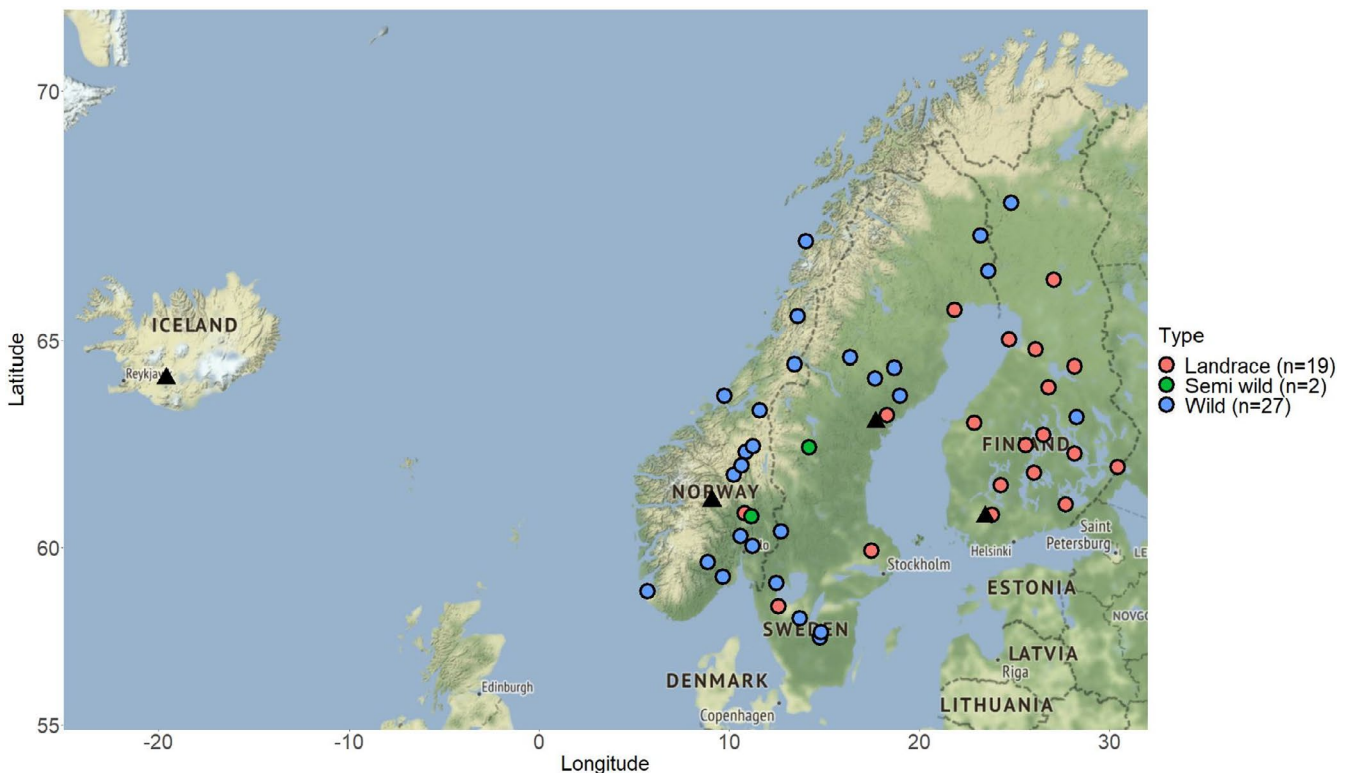 70
65
60
55
Latitude
-20
-10
0
10
20
30
Longitude
ICELAND
NORWAY
SWEDEN
FINLAND
DENMARK
ESTONIA
LATVIA
LITHUANIA
Edinburgh
Copenhagen
Stockholm
Helsinki
Saint
Petersburg
Riga
Type
Landrace (n=19)
Semi wild (n=2)
Wild (n=27)